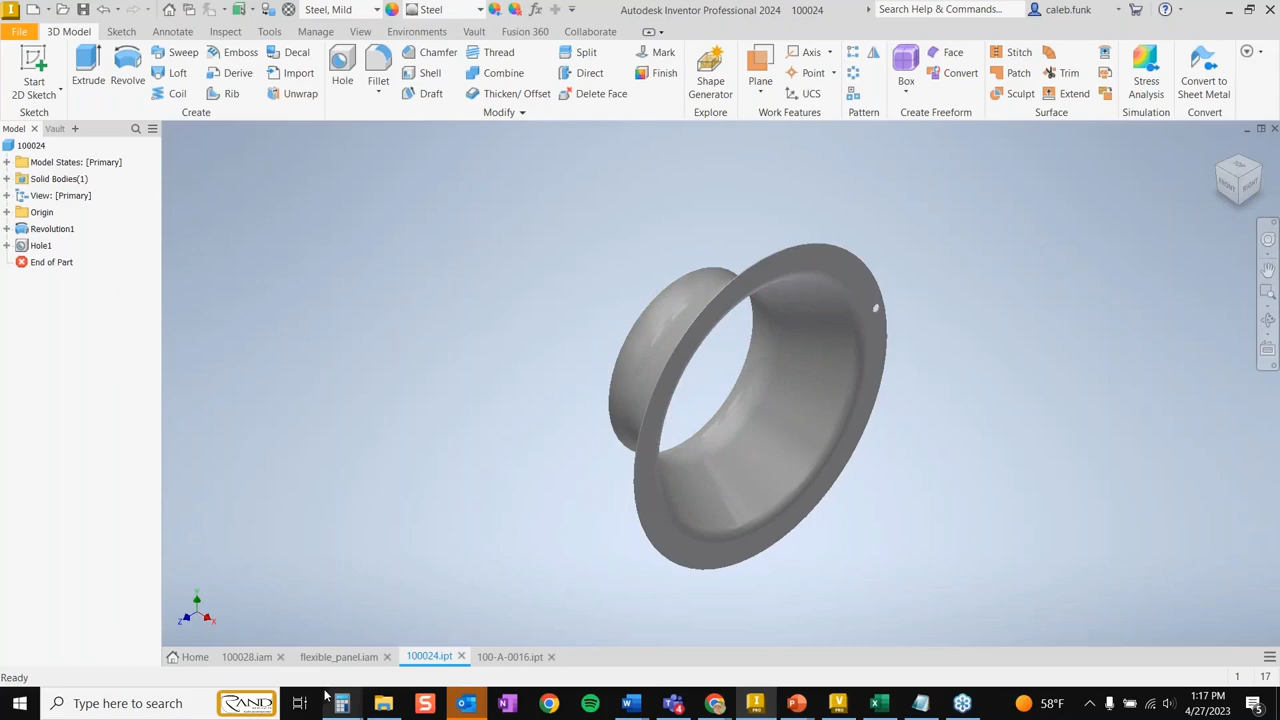 Steel, Mild
Steel
Autodesk Inventor Professional 2024 100024
Search Help & Commands...
caleb.funk
File
3D Model
Sketch
Annotate
Inspect
Tools
Manage
View
Environments
Vault
Fusion 360
Collaborate
Start
2D Sketch
Extrude
Revolve
Sweep
Emboss
Decal
Loft
Derive
Import
Coil
Rib
Unwrap
Hole
Fillet
Chamfer
Thread
Split
Shell
Combine
Direct
Draft
Thicken/ Offset
Delete Face
Mark
Finish
Shape
Generator
Plane
Axis
Point
UCS
Box
Face
Convert
Stitch
Patch
Trim
Sculpt
Extend
Stress
Analysis
Convert to
Sheet Metal
Sketch
Create
Modify
Explore
Work Features
Pattern
Create Freeform
Surface
Simulation
Convert
Model
Vault
100024
Model States: [Primary]
Solid Bodies(1)
View: [Primary]
Origin
Revolution1
Hole1
End of Part
TOP
FRONT
RIGHT
Y
Z
X
Home
100028.iam
flexible_panel.iam
100024.ipt
100-A-0016.ipt
Ready
1
17
Type here to search
RAND
58°F
1:17 PM
4/27/2023